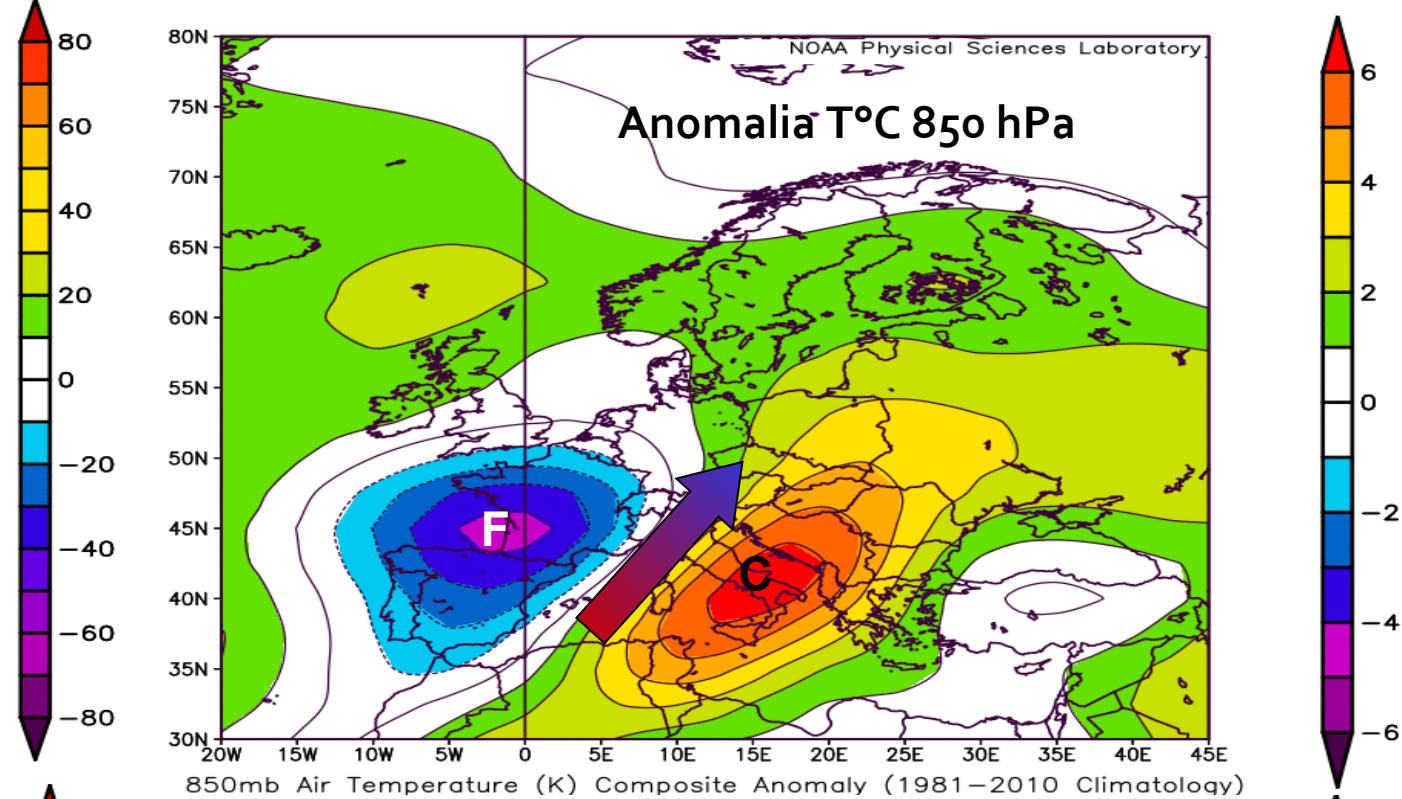 80
60
40
20
0
−20
−40
−60
−80
NOAA Physical Sciences Laboratory
Anomalia T°C 850 hPa
80N
75N
70N
65N
60N
55N
50N
45N
40N
35N
30N
F
C
20W 15W 10W 5W 0 5E 10E 15E 20E 25E 30E 35E 40E 45E
850mb Air Temperature (K) Composite Anomaly (1981−2010 Climatology)
6
4
2
0
−2
−4
−6